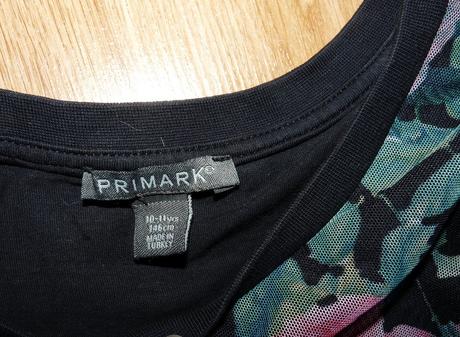 PRIMARK®
10-11yrs
146cm
MADE IN
TURKEY